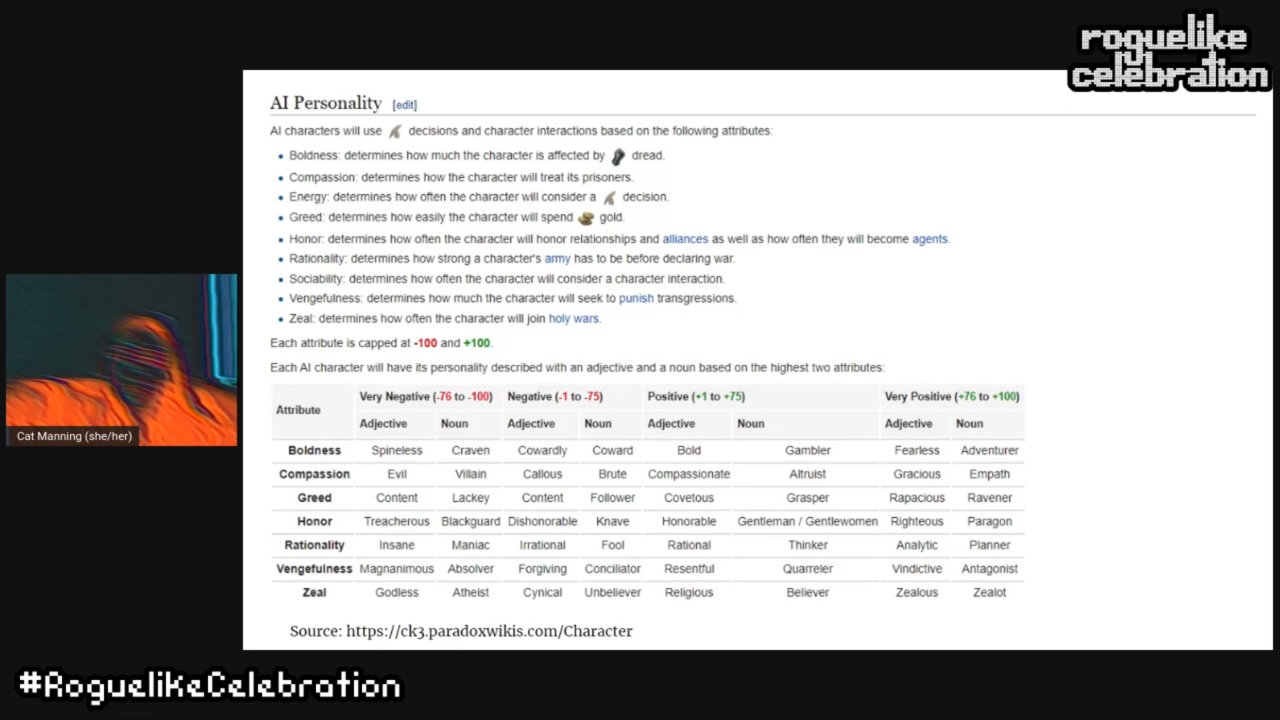 roguelike
celebration
AI Personality [edit]
AI characters will use decisions and character interactions based on the following attributes:
• Boldness: determines how much the character is affected by dread.
• Compassion: determines how the character will treat its prisoners.
• Energy: determines how often the character will consider a decision.
• Greed: determines how easily the character will spend gold.
• Honor: determines how often the character will honor relationships and alliances as well as how often they will become agents.
• Rationality: determines how strong a character's army has to be before declaring war.
• Sociability: determines how often the character will consider a character interaction.
• Vengefulness: determines how much the character will seek to punish transgressions.
• Zeal: determines how often the character will join holy wars.
Each attribute is capped at -100 and +100.
Each AI character will have its personality described with an adjective and a noun based on the highest two attributes:
Attribute Very Negative (-76 to -100) Negative (-1 to -75) Positive (+1 to +75) Very Positive (+76 to +100)
Adjective Noun Adjective Noun Adjective Noun Adjective Noun
Boldness Spineless Craven Cowardly Coward Bold Gambler Fearless Adventurer
Compassion Evil Villain Callous Brute Compassionate Altruist Gracious Empath
Greed Content Lackey Content Follower Covetous Grasper Rapacious Ravener
Honor Treacherous Blackguard Dishonorable Knave Honorable Gentleman / Gentlewomen Righteous Paragon
Rationality Insane Maniac Irrational Fool Rational Thinker Analytic Planner
Vengefulness Magnanimous Absolver Forgiving Conciliator Resentful Quarreler Vindictive Antagonist
Zeal Godless Atheist Cynical Unbeliever Religious Believer Zealous Zealot
Source: https://ck3.paradoxwikis.com/Character
Cat Manning (she/her)
#RoguelikeCelebration